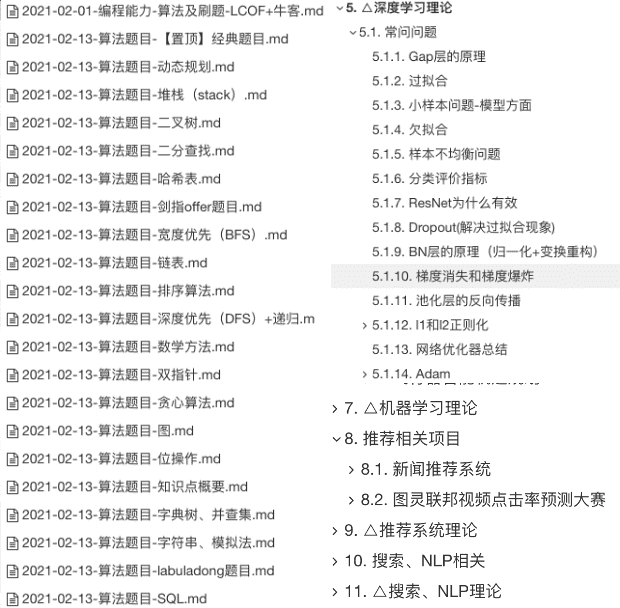 2021-02-01-编程能力-算法及刷题-LCOF+牛客.md
2021-02-13-算法题目-【置顶】经典题目.md
2021-02-13-算法题目-动态规划.md
2021-02-13-算法题目-堆栈（stack）.md
2021-02-13-算法题目-二叉树.md
2021-02-13-算法题目-二分查找.md
2021-02-13-算法题目-哈希表.md
2021-02-13-算法题目-剑指offer题目.md
2021-02-13-算法题目-宽度优先（BFS）.md
2021-02-13-算法题目-链表.md
2021-02-13-算法题目-排序算法.md
2021-02-13-算法题目-深度优先（DFS）+递归.m
2021-02-13-算法题目-数学方法.md
2021-02-13-算法题目-双指针.md
2021-02-13-算法题目-贪心算法.md
2021-02-13-算法题目-图.md
2021-02-13-算法题目-位操作.md
2021-02-13-算法题目-知识点概要.md
2021-02-13-算法题目-字典树、并查集.md
2021-02-13-算法题目-字符串、模拟法.md
2021-02-13-算法题目-labuladong题目.md
2021-02-13-算法题目-SQL.md
5. △深度学习理论
5.1. 常问问题
5.1.1. Gap层的原理
5.1.2. 过拟合
5.1.3. 小样本问题-模型方面
5.1.4. 欠拟合
5.1.5. 样本不均衡问题
5.1.6. 分类评价指标
5.1.7. ResNet为什么有效
5.1.8. Dropout(解决过拟合现象)
5.1.9. BN层的原理（归一化+变换重构）
5.1.10. 梯度消失和梯度爆炸
5.1.11. 池化层的反向传播
5.1.12. l1和l2正则化
5.1.13. 网络优化器总结
5.1.14. Adam
7. △机器学习理论
8. 推荐相关项目
8.1. 新闻推荐系统
8.2. 图灵联邦视频点击率预测大赛
9. △推荐系统理论
10. 搜索、NLP相关
11. △搜索、NLP理论